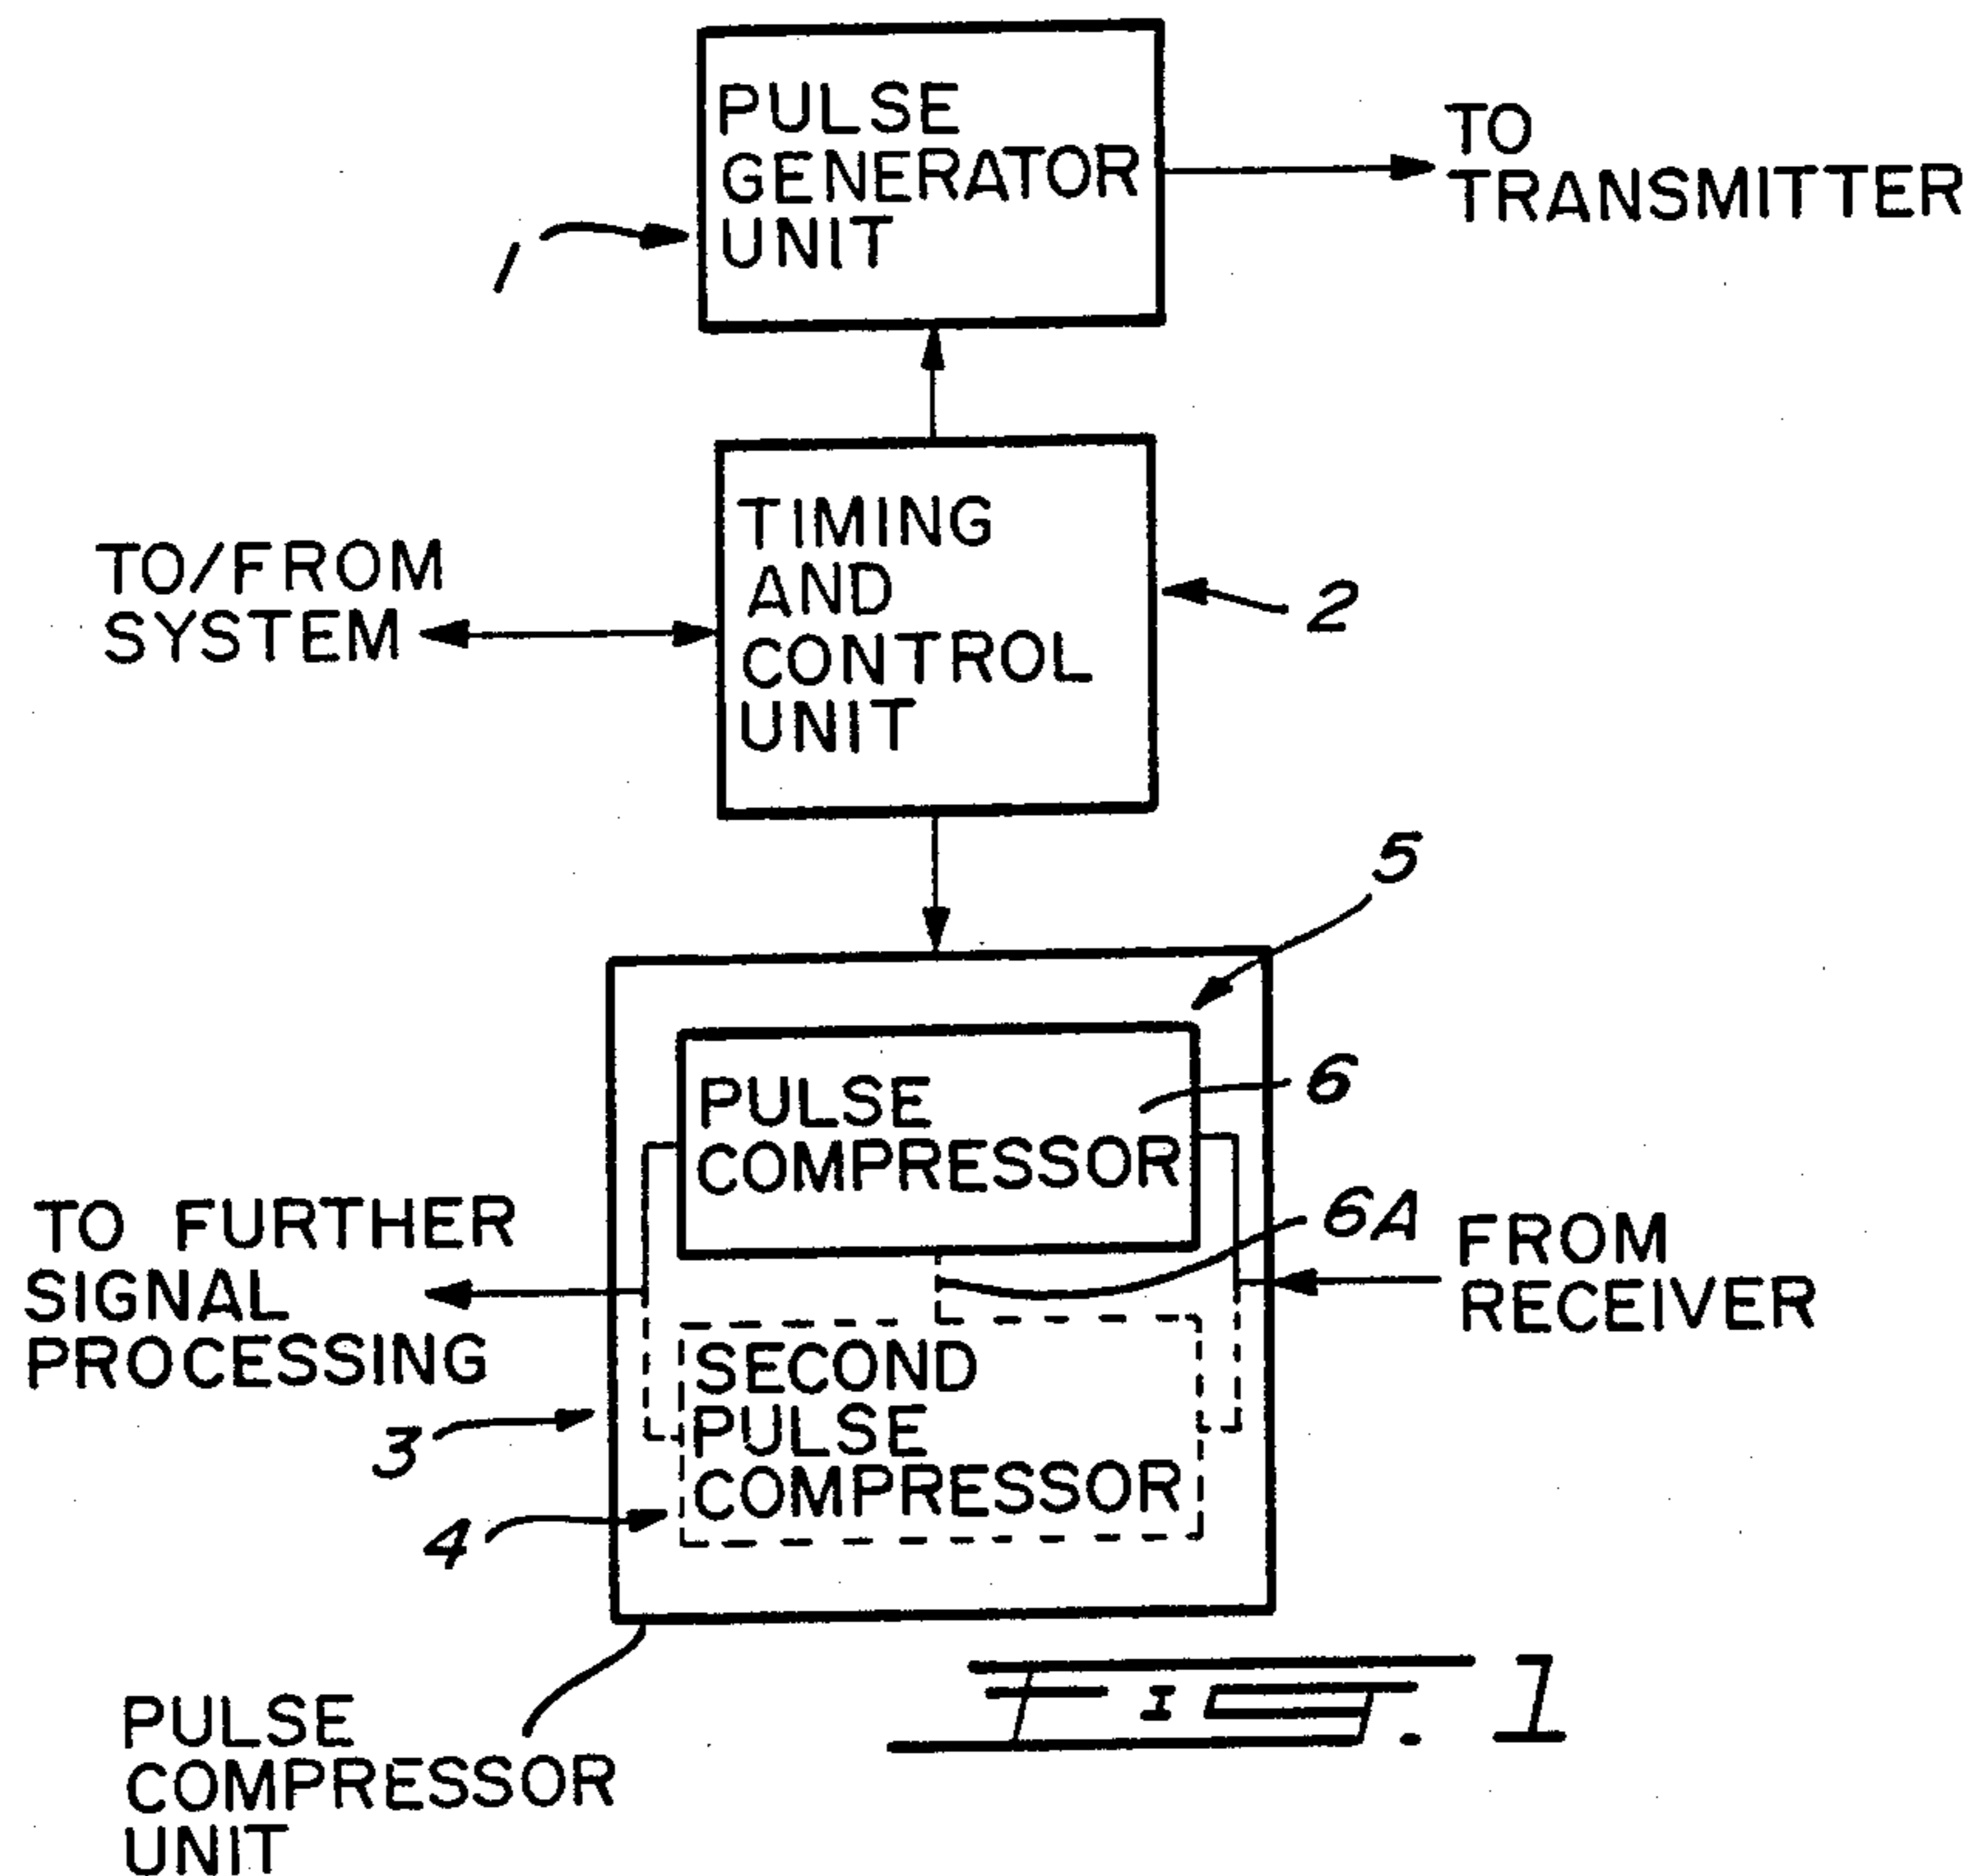 PULSE
GENERATOR
UNIT
TO
TRANSMITTER
1
TIMING
AND
CONTROL
UNIT
TO/FROM
SYSTEM
2
5
PULSE
COMPRESSOR
6
6A
TO FURTHER
SIGNAL
PROCESSING
FROM
RECEIVER
SECOND
PULSE
COMPRESSOR
3
4
PULSE
COMPRESSOR
UNIT
FIG. 1